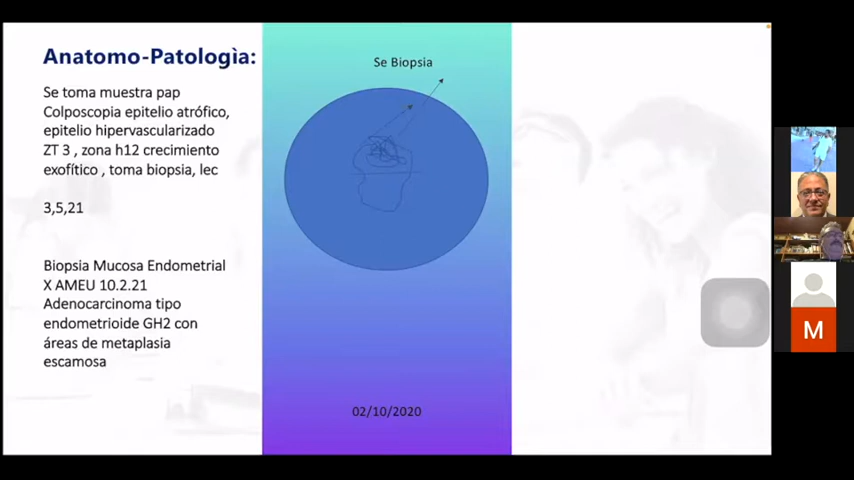 Anatomo-Patologìa:
Se toma muestra pap
Colposcopia epitelio atrófico,
epitelio hipervascularizado
ZT 3 , zona h12 crecimiento
exofítico , toma biopsia, lec
3,5,21
Biopsia Mucosa Endometrial
X AMEU 10.2.21
Adenocarcinoma tipo
endometrioide GH2 con
áreas de metaplasia
escamosa
Se Biopsia
02/10/2020
M